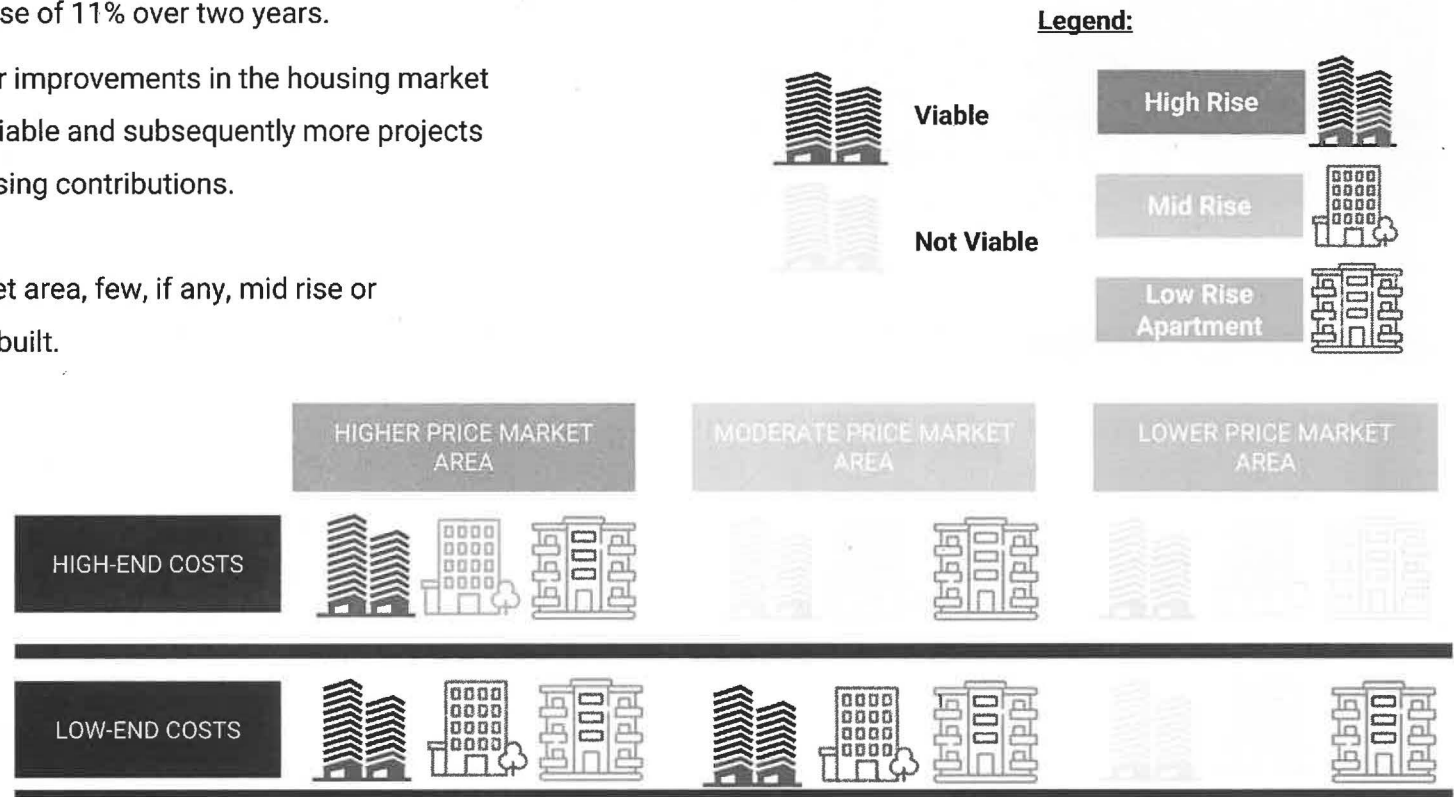 se of 11% over two years.
r improvements in the housing market
iable and subsequently more projects
sing contributions.
et area, few, if any, mid rise or
built.
Legend:
Viable
Not Viable
High Rise
Mid Rise
Low Rise
Apartment
HIGHER PRICE MARKET
AREA
MODERATE PRICE MARKET
AREA
LOWER PRICE MARKET
AREA
HIGH-END COSTS
LOW-END COSTS